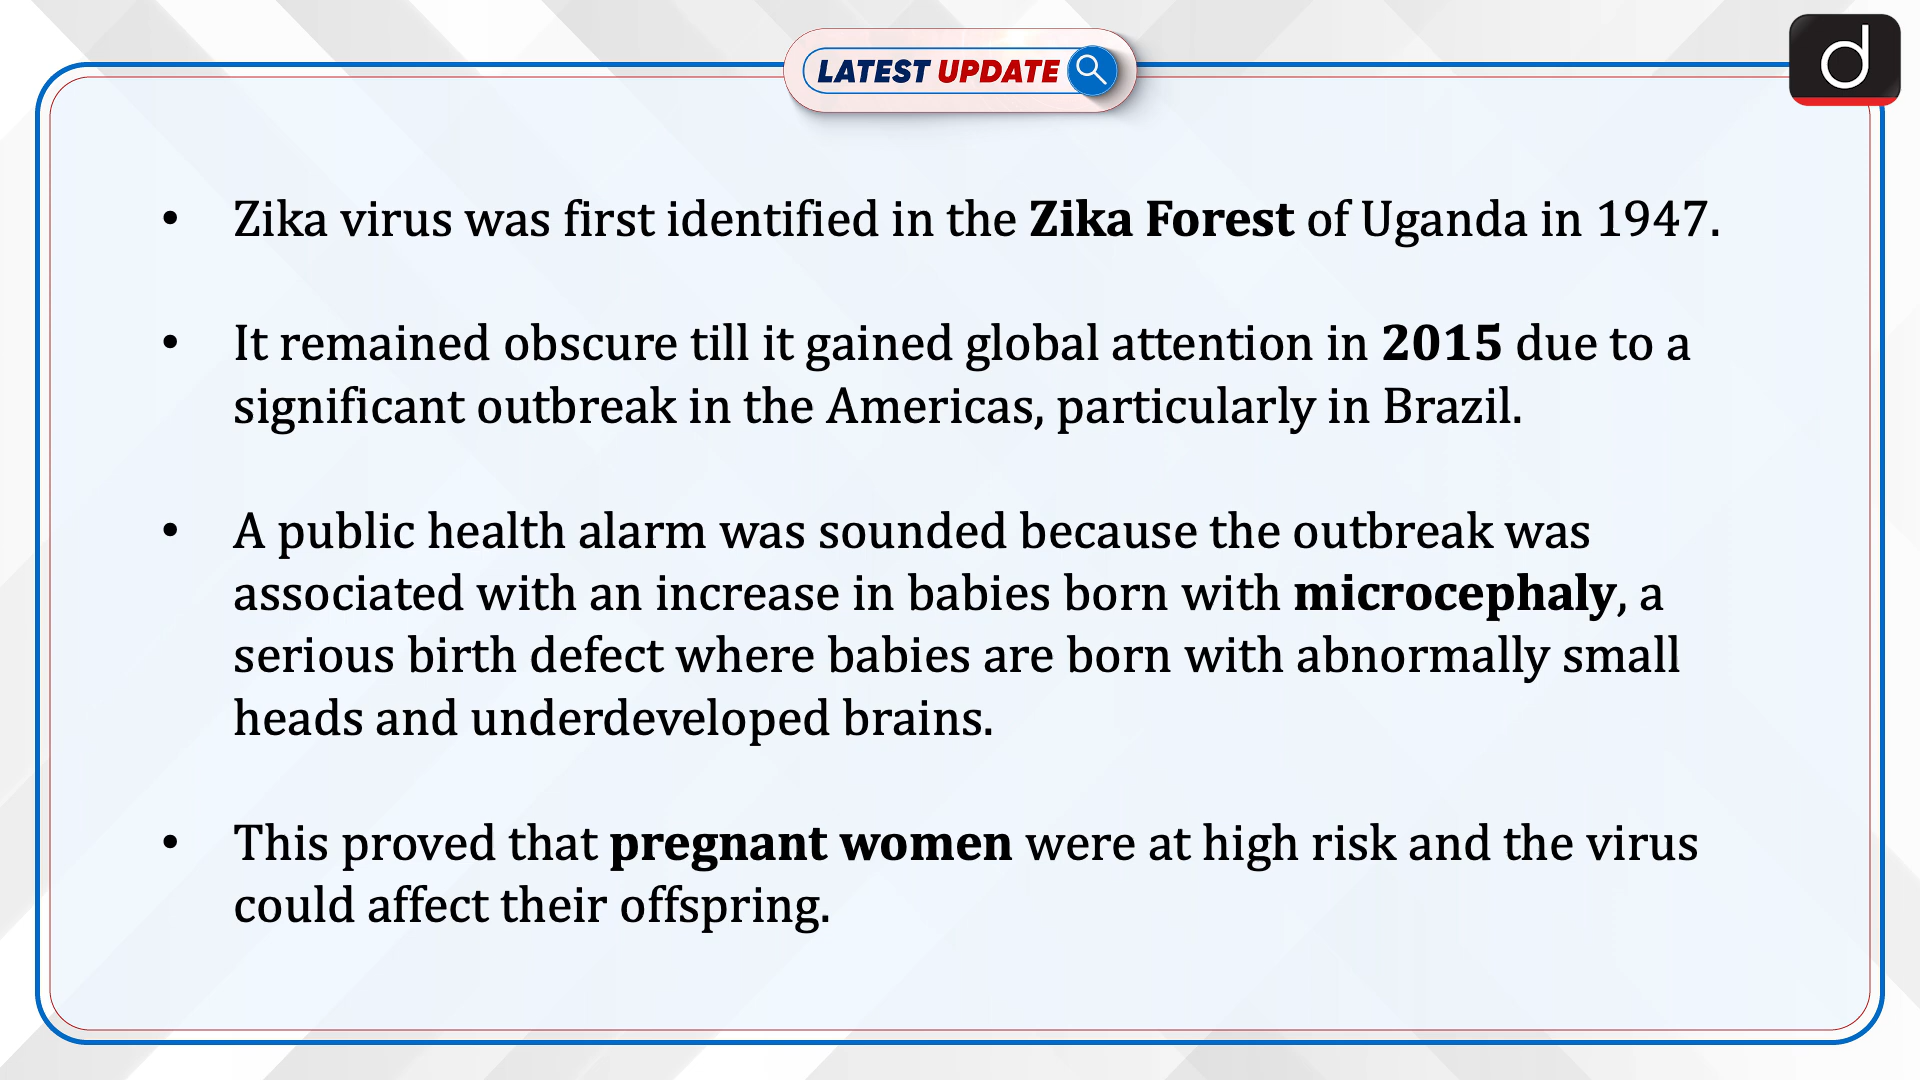 LATEST UPDATE
d
• Zika virus was first identified in the Zika Forest of Uganda in 1947.
• It remained obscure till it gained global attention in 2015 due to a
significant outbreak in the Americas, particularly in Brazil.
• A public health alarm was sounded because the outbreak was
associated with an increase in babies born with microcephaly, a
serious birth defect where babies are born with abnormally small
heads and underdeveloped brains.
• This proved that pregnant women were at high risk and the virus
could affect their offspring.